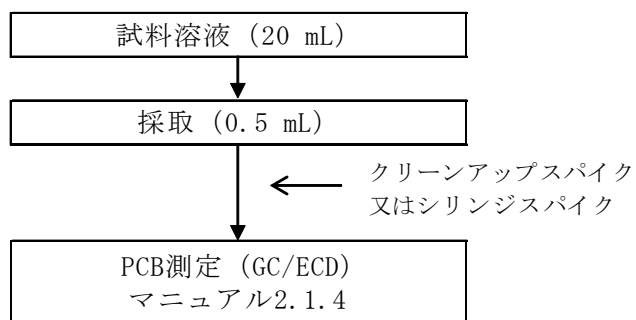 試料溶液 (20 mL)
採取 (0.5 mL)
クリーンアップスパイク
又はシリンジスパイク
PCB測定 (GC/ECD)
マニュアル2.1.4